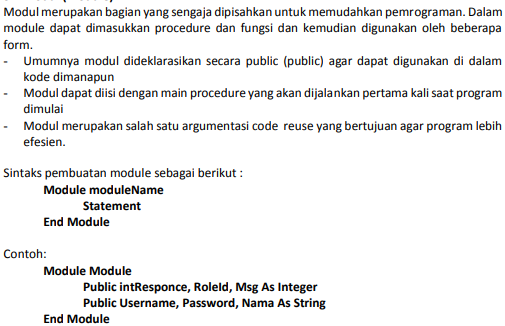 Modul merupakan bagian yang sengaja dipisahkan untuk memudahkan pemrograman. Dalam
module dapat dimasukkan procedure dan fungsi dan kemudian digunakan oleh beberapa
form.
- Umumnya modul dideklarasikan secara public (public) agar dapat digunakan di dalam
kode dimanapun
- Modul dapat diisi dengan main procedure yang akan dijalankan pertama kali saat program
dimulai
- Modul merupakan salah satu argumentasi code reuse yang bertujuan agar program lebih
efesien.
Sintaks pembuatan module sebagai berikut :
Module moduleName
Statement
End Module
Contoh:
Module Module
Public intResponce, RoleId, Msg As Integer
Public Username, Password, Nama As String
End Module